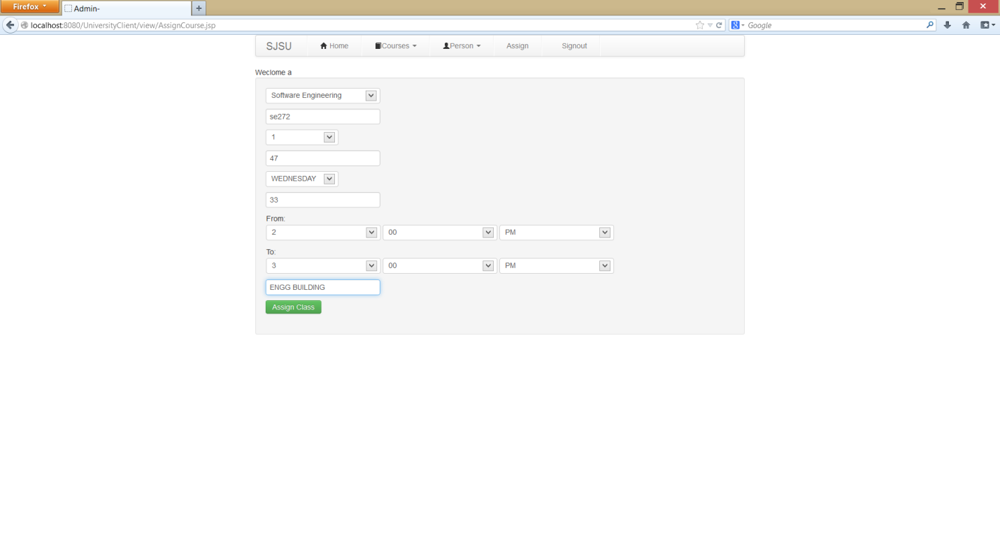 Firefox
Admin-
localhost:8080/UniversityClient/view/AssignCourse.jsp
Google
SJSU Home Courses Person Assign Signout
Weclome a
Software Engineering
se272
1
47
WEDNESDAY
33
From:
2 00 PM
To:
3 00 PM
ENGG BUILDING
Assign Class